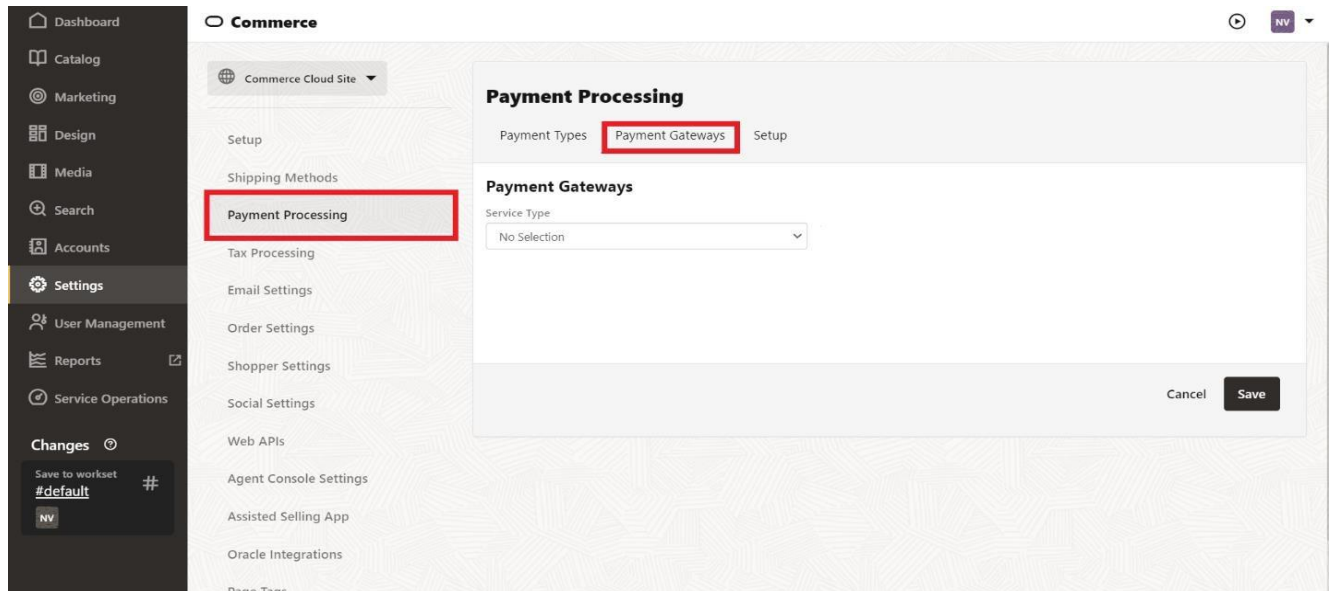 Dashboard
Catalog
Marketing
Design
Media
Search
Accounts
Settings
User Management
Reports
Service Operations
Changes
Save to workset
#default
#
NV
Commerce
NV
Commerce Cloud Site
Setup
Shipping Methods
Payment Processing
Tax Processing
Email Settings
Order Settings
Shopper Settings
Social Settings
Web APIs
Agent Console Settings
Assisted Selling App
Oracle Integrations
Page Tags
Payment Processing
Payment Types Payment Gateways Setup
Payment Gateways
Service Type
No Selection
Cancel Save